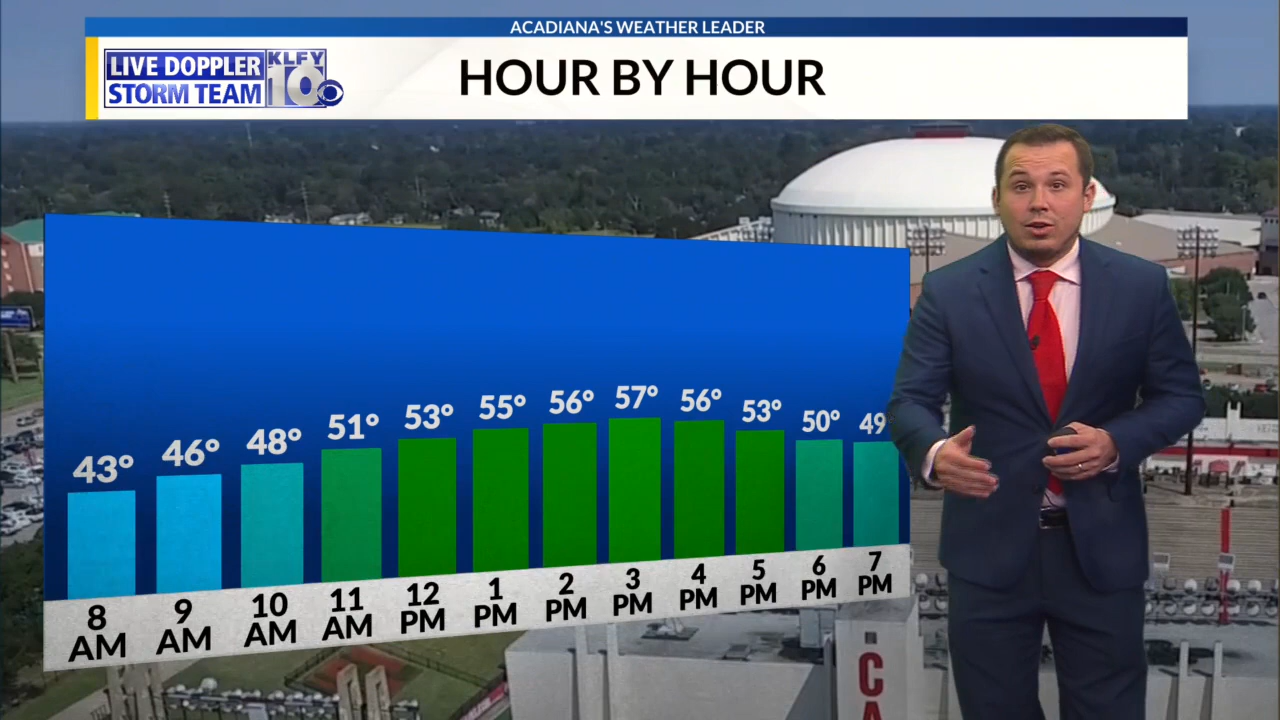 ACADIANA'S WEATHER LEADER
LIVE DOPPLER
STORM TEAM
KLFY
10
HOUR BY HOUR
43° 46° 48° 51° 53° 55° 56° 57° 56° 53° 50° 49
8 AM 9 AM 10 AM 11 AM 12 PM 1 PM 2 PM 3 PM 4 PM 5 PM 6 PM 7 PM
CA